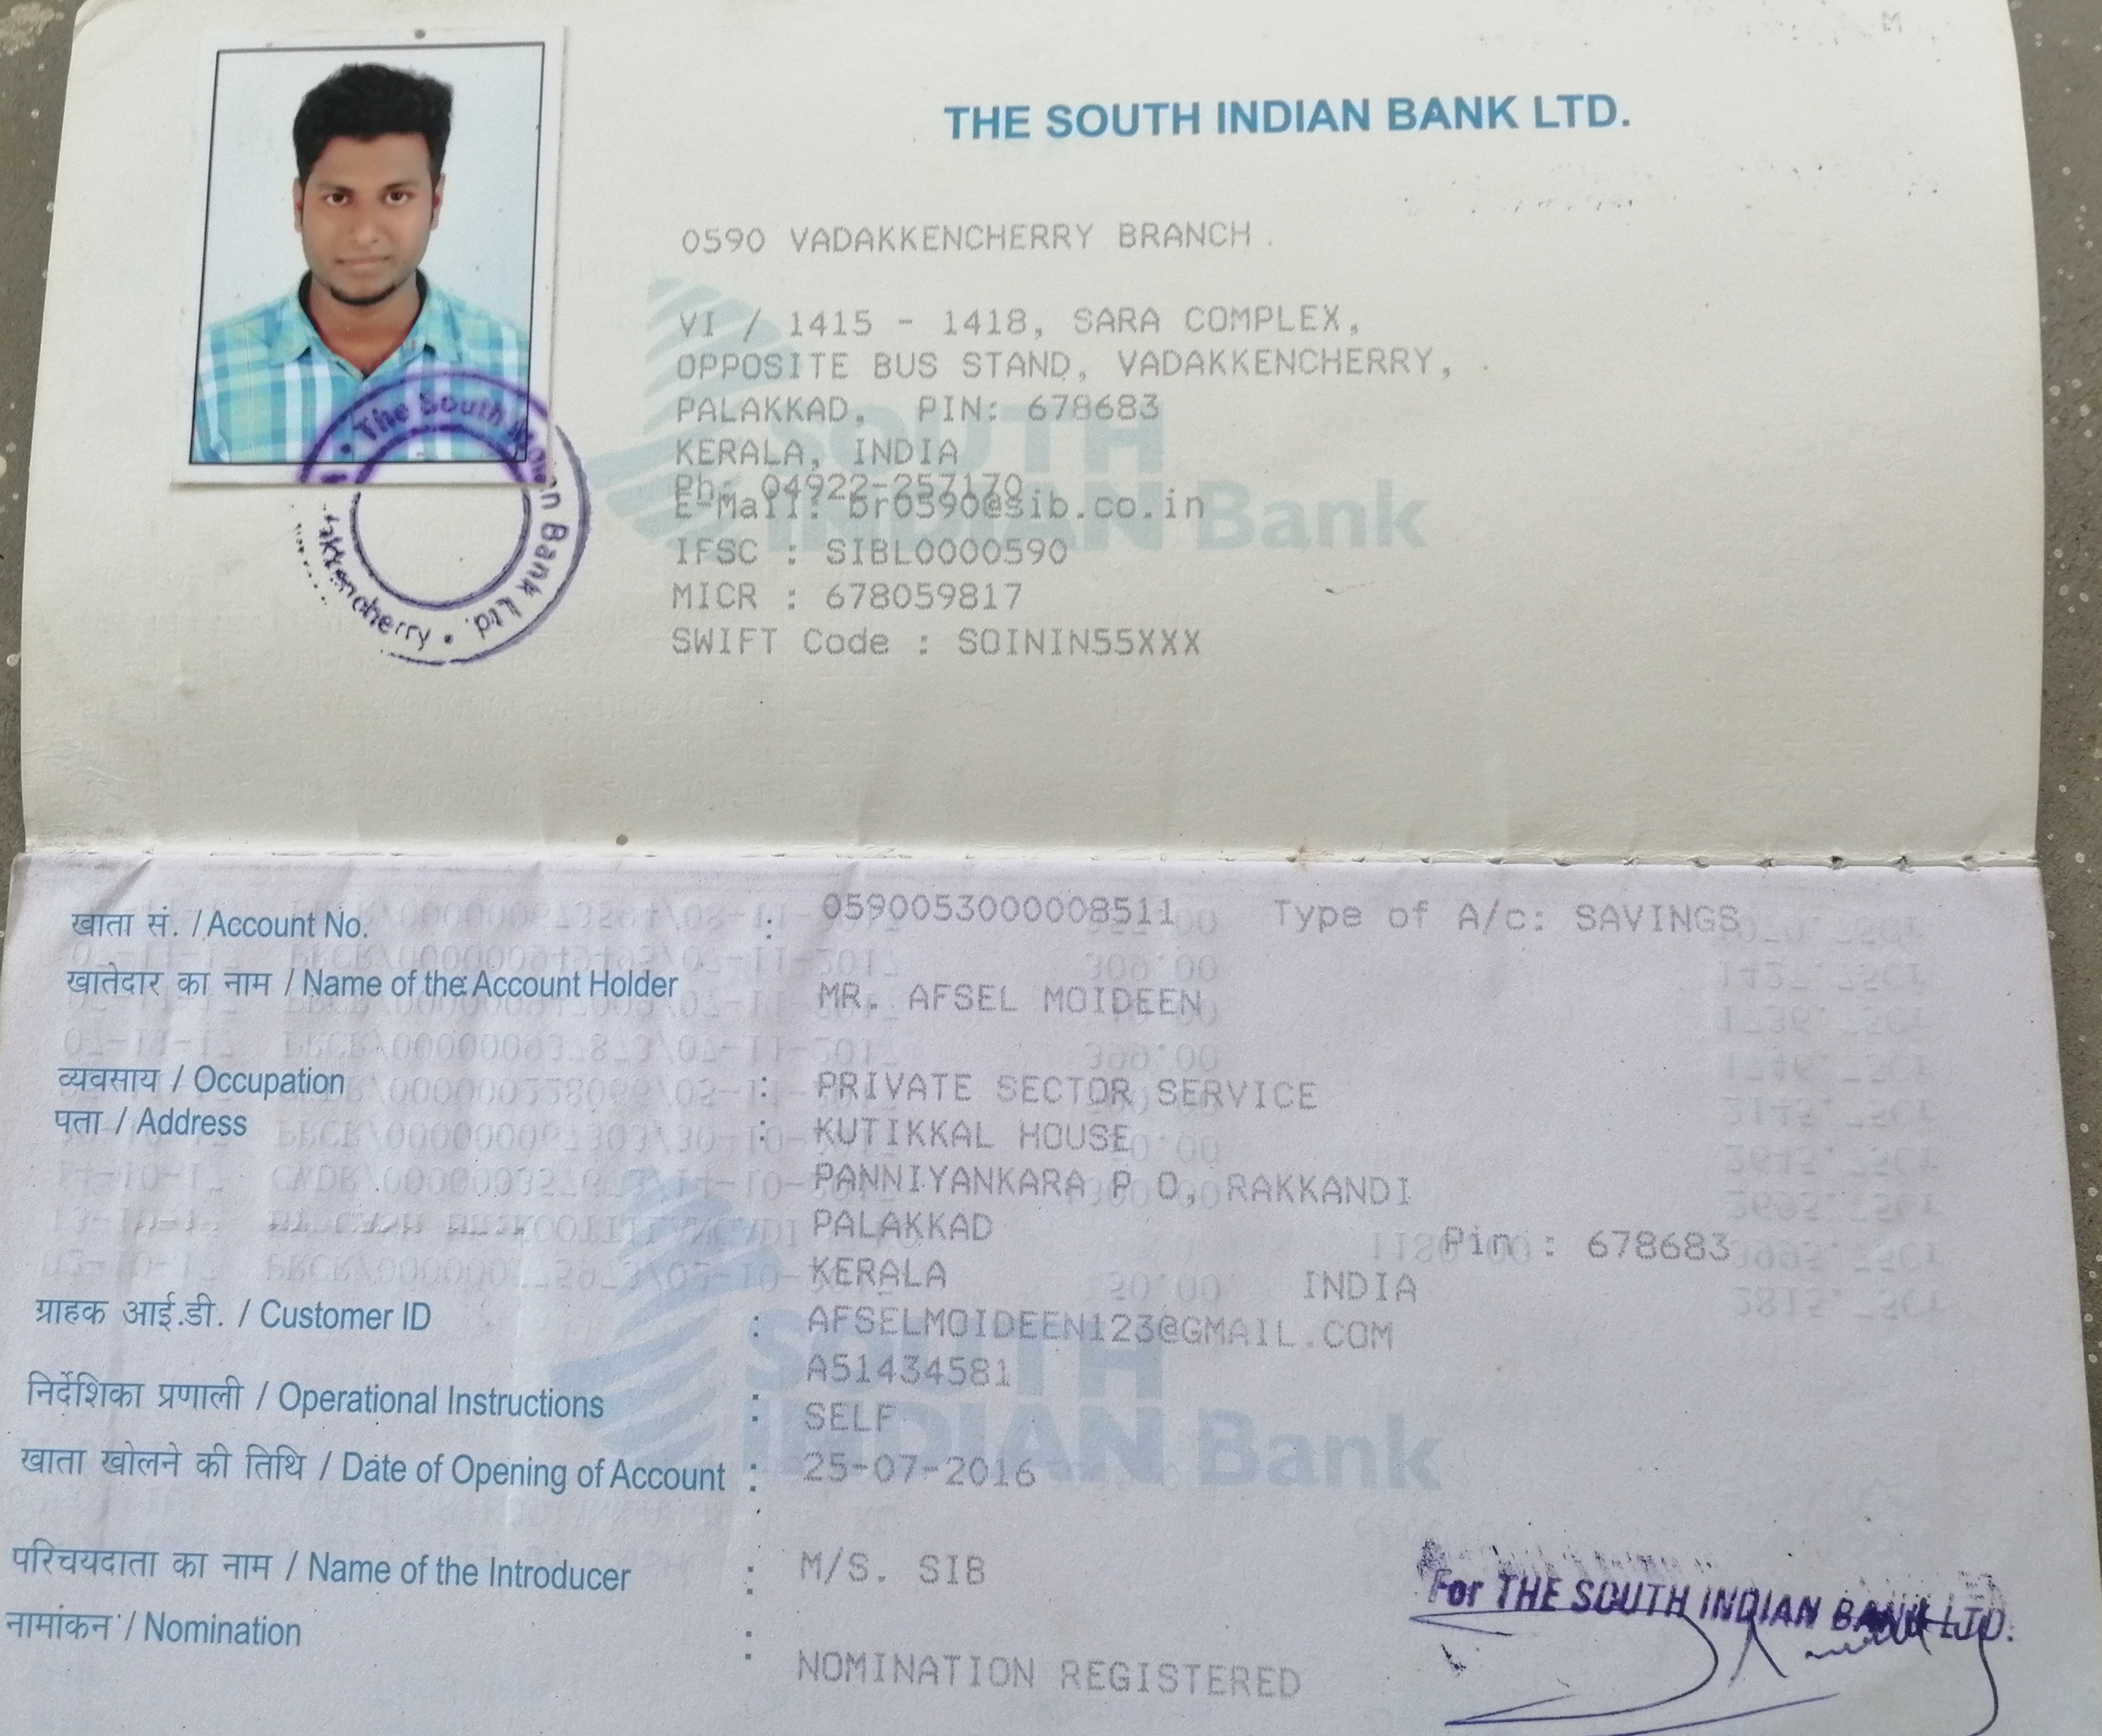 THE SOUTH INDIAN BANK LTD.
0590 VADAKKENCHERRY BRANCH.
VI / 1415 - 1418, SARA COMPLEX,
OPPOSITE BUS STAND, VADAKKENCHERRY,
PALAKKAD, PIN: 678683
KERALA, INDIA
Ph: 04922-257170
E-Mail: br0590@sib.co.in
IFSC : SIBL0000590
MICR : 678059817
SWIFT Code : SOININ55XXX
SOUTH
INDIAN Bank
The South Indian Bank Ltd.
खाता सं. / Account No. : 0590053000008511 Type of A/c: SAVINGS
खातेदार का नाम / Name of the Account Holder MR. AFSEL MOIDEEN
व्यवसाय / Occupation : PRIVATE SECTOR SERVICE
पता / Address : KUTIKKAL HOUSE
PANNIYANKARA P O, RAKKANDI
PALAKKAD Pin : 678683
KERALA INDIA
ग्राहक आई.डी. / Customer ID : AFSELMOIDEEN123@GMAIL.COM
A51434581
निर्देशिका प्रणाली / Operational Instructions : SELF
खाता खोलने की तिथि / Date of Opening of Account : 25-07-2016
SOUTH
INDIAN Bank
परिचयदाता का नाम / Name of the Introducer : M/S. SIB
नामांकन / Nomination : NOMINATION REGISTERED
For THE SOUTH INDIAN BANK LTD.